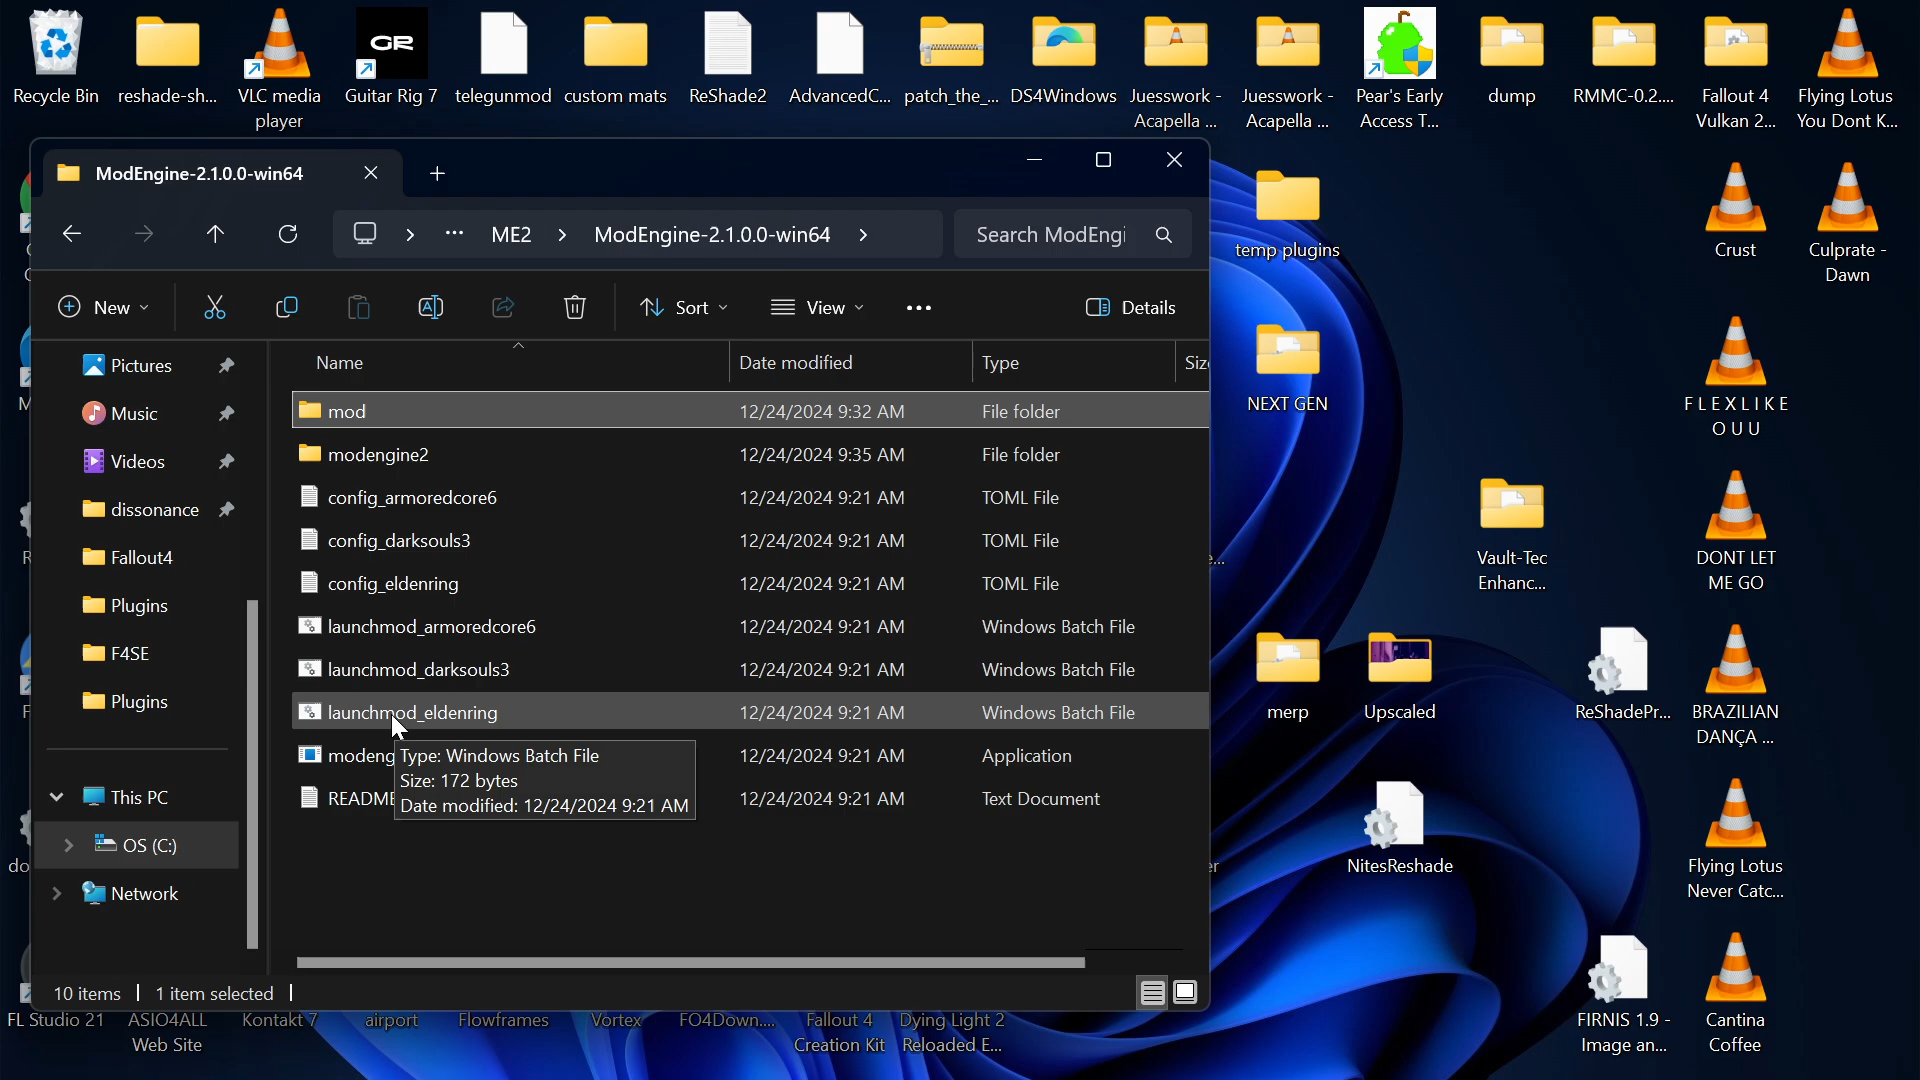 Recycle Bin
reshade-sh...
VLC media
player
GR
Guitar Rig 7
telegunmod
custom mats
ReShade2
AdvancedC...
patch_the_...
DS4Windows
Juesswork -
Acapella ...
Juesswork -
Acapella ...
Pear's Early
Access T...
dump
RMMC-0.2....
Fallout 4
Vulkan 2...
Flying Lotus
You Dont K...
ModEngine-2.1.0.0-win64
ME2
ModEngine-2.1.0.0-win64
Search ModEngi
New
Sort
View
Details
Pictures
Music
Videos
dissonance
Fallout4
Plugins
F4SE
Plugins
This PC
OS (C:)
Network
Name
Date modified
Type
Siz
mod
12/24/2024 9:32 AM
File folder
modengine2
12/24/2024 9:35 AM
File folder
config_armoredcore6
12/24/2024 9:21 AM
TOML File
config_darksouls3
12/24/2024 9:21 AM
TOML File
config_eldenring
12/24/2024 9:21 AM
TOML File
launchmod_armoredcore6
12/24/2024 9:21 AM
Windows Batch File
launchmod_darksouls3
12/24/2024 9:21 AM
Windows Batch File
launchmod_eldenring
12/24/2024 9:21 AM
Windows Batch File
modeng
12/24/2024 9:21 AM
Application
README
12/24/2024 9:21 AM
Text Document
Type: Windows Batch File
Size: 172 bytes
Date modified: 12/24/2024 9:21 AM
10 items
1 item selected
temp plugins
Crust
Culprate -
Dawn
NEXT GEN
F L E X L I K E
O U U
Vault-Tec
Enhanc...
DONT LET
ME GO
merp
Upscaled
ReShadePr...
BRAZILIAN
DANÇA ...
NitesReshade
Flying Lotus
Never Catc...
FIRNIS 1.9 -
Image an...
Cantina
Coffee
FL Studio 21
ASIO4ALL
Web Site
Kontakt 7
airport
Flowframes
Vortex
FO4Down....
Fallout 4
Creation Kit
Dying Light 2
Reloaded E...